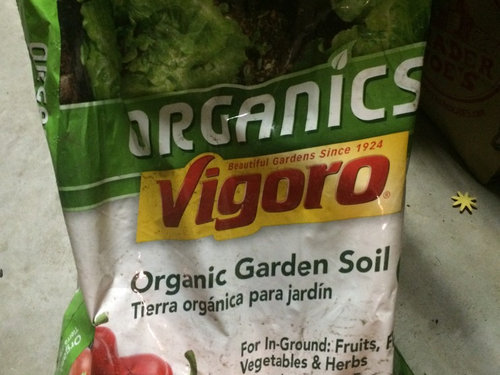 ORGANICS
Beautiful Gardens Since 1924
Vigoro®
Organic Garden Soil
Tierra orgánica para jardín
For In-Ground: Fruits,
Vegetables & Herbs